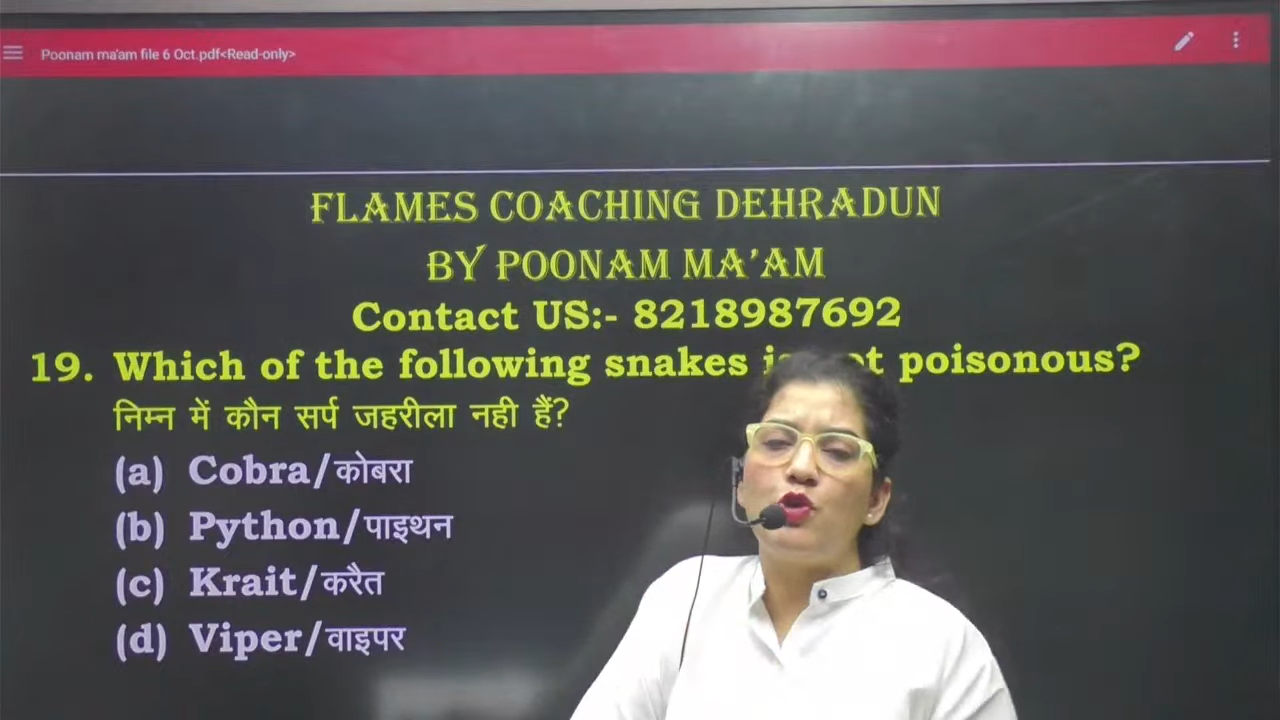 Poonam ma'am file 6 Oct.pdf<Read-only>
FLAMES COACHING DEHRADUN
BY POONAM MA'AM
Contact US:- 8218987692
19. Which of the following snakes poisonous?
निम्न में कौन सर्प जहरीला नही हैं?
(a) Cobra/कोबरा
(b) Python/पाइथन
(c) Krait/करैत
(d) Viper/वाइपर